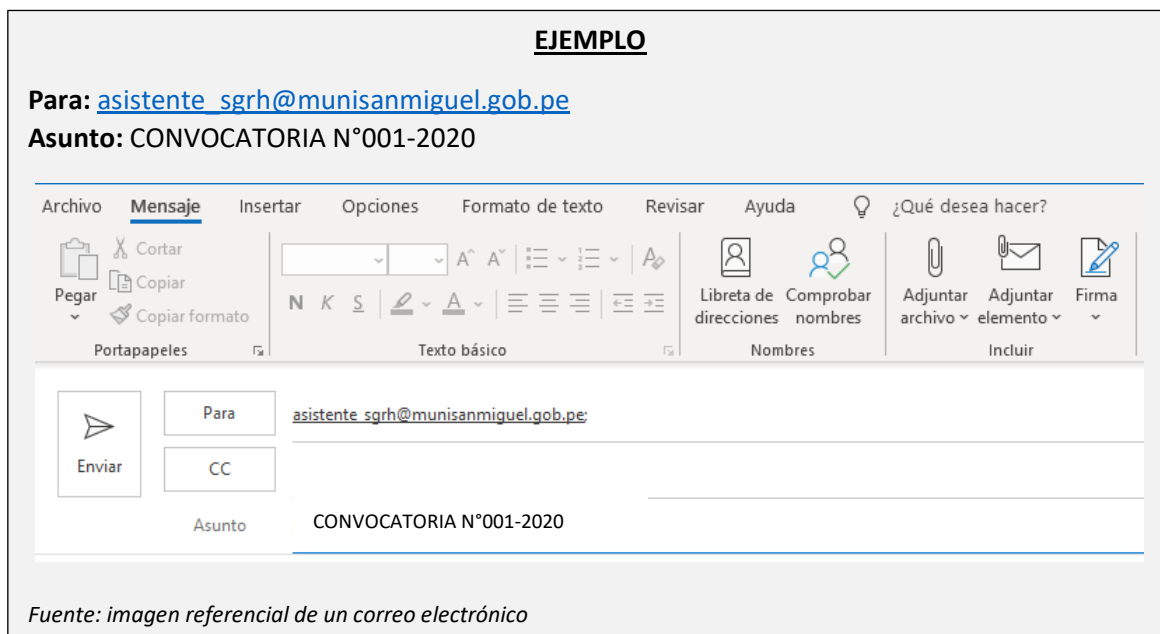 EJEMPLO
Para: asistente_sgrh@munisanmiguel.gob.pe
Asunto: CONVOCATORIA N°001-2020
Archivo Mensaje Insertar Opciones Formato de texto Revisar Ayuda ¿Qué desea hacer?
Pegar
Cortar
Copiar
Copiar formato
Portapapeles
N K S
A A A
Texto básico
Libreta de direcciones
Comprobar nombres
Nombres
Adjuntar archivo
Adjuntar elemento
Firma
Incluir
Enviar
Para
asistente_sgrh@munisanmiguel.gob.pe;
CC
Asunto
CONVOCATORIA N°001-2020
Fuente: imagen referencial de un correo electrónico